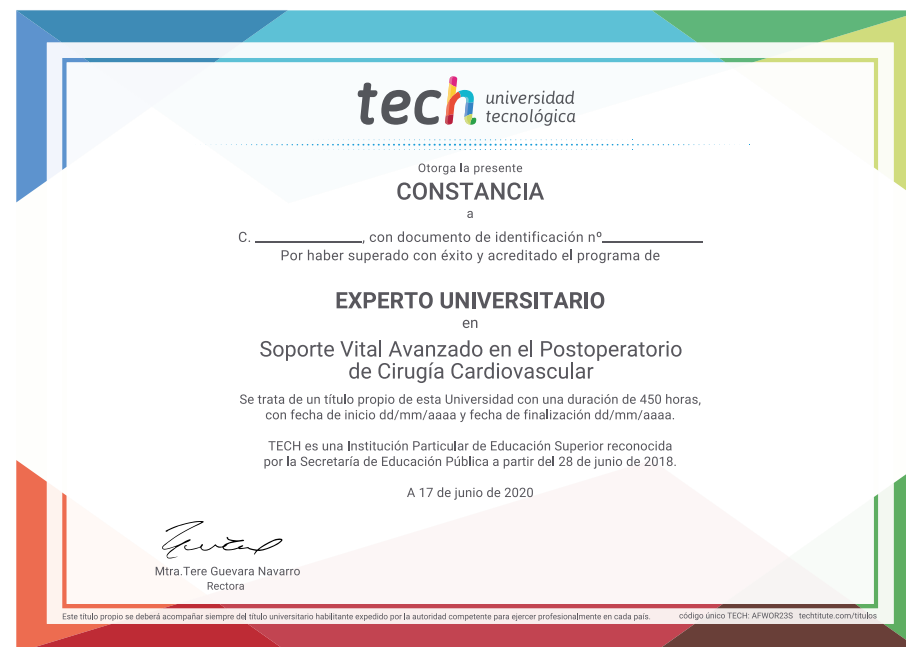 tech universidad
tecnológica
Otorga la presente
CONSTANCIA
a
C. ____________, con documento de identificación nº____________
Por haber superado con éxito y acreditado el programa de
EXPERTO UNIVERSITARIO
en
Soporte Vital Avanzado en el Postoperatorio
de Cirugía Cardiovascular
Se trata de un título propio de esta Universidad con una duración de 450 horas,
con fecha de inicio dd/mm/aaaa y fecha de finalización dd/mm/aaaa.
TECH es una Institución Particular de Educación Superior reconocida
por la Secretaría de Educación Pública a partir del 28 de junio de 2018.
A 17 de junio de 2020
Mtra.Tere Guevara Navarro
Rectora
Este título propio se deberá acompañar siempre del título universitario habilitante expedido por la autoridad competente para ejercer profesionalmente en cada país.
código único TECH: AFWOR23S techtitute.com/titulos